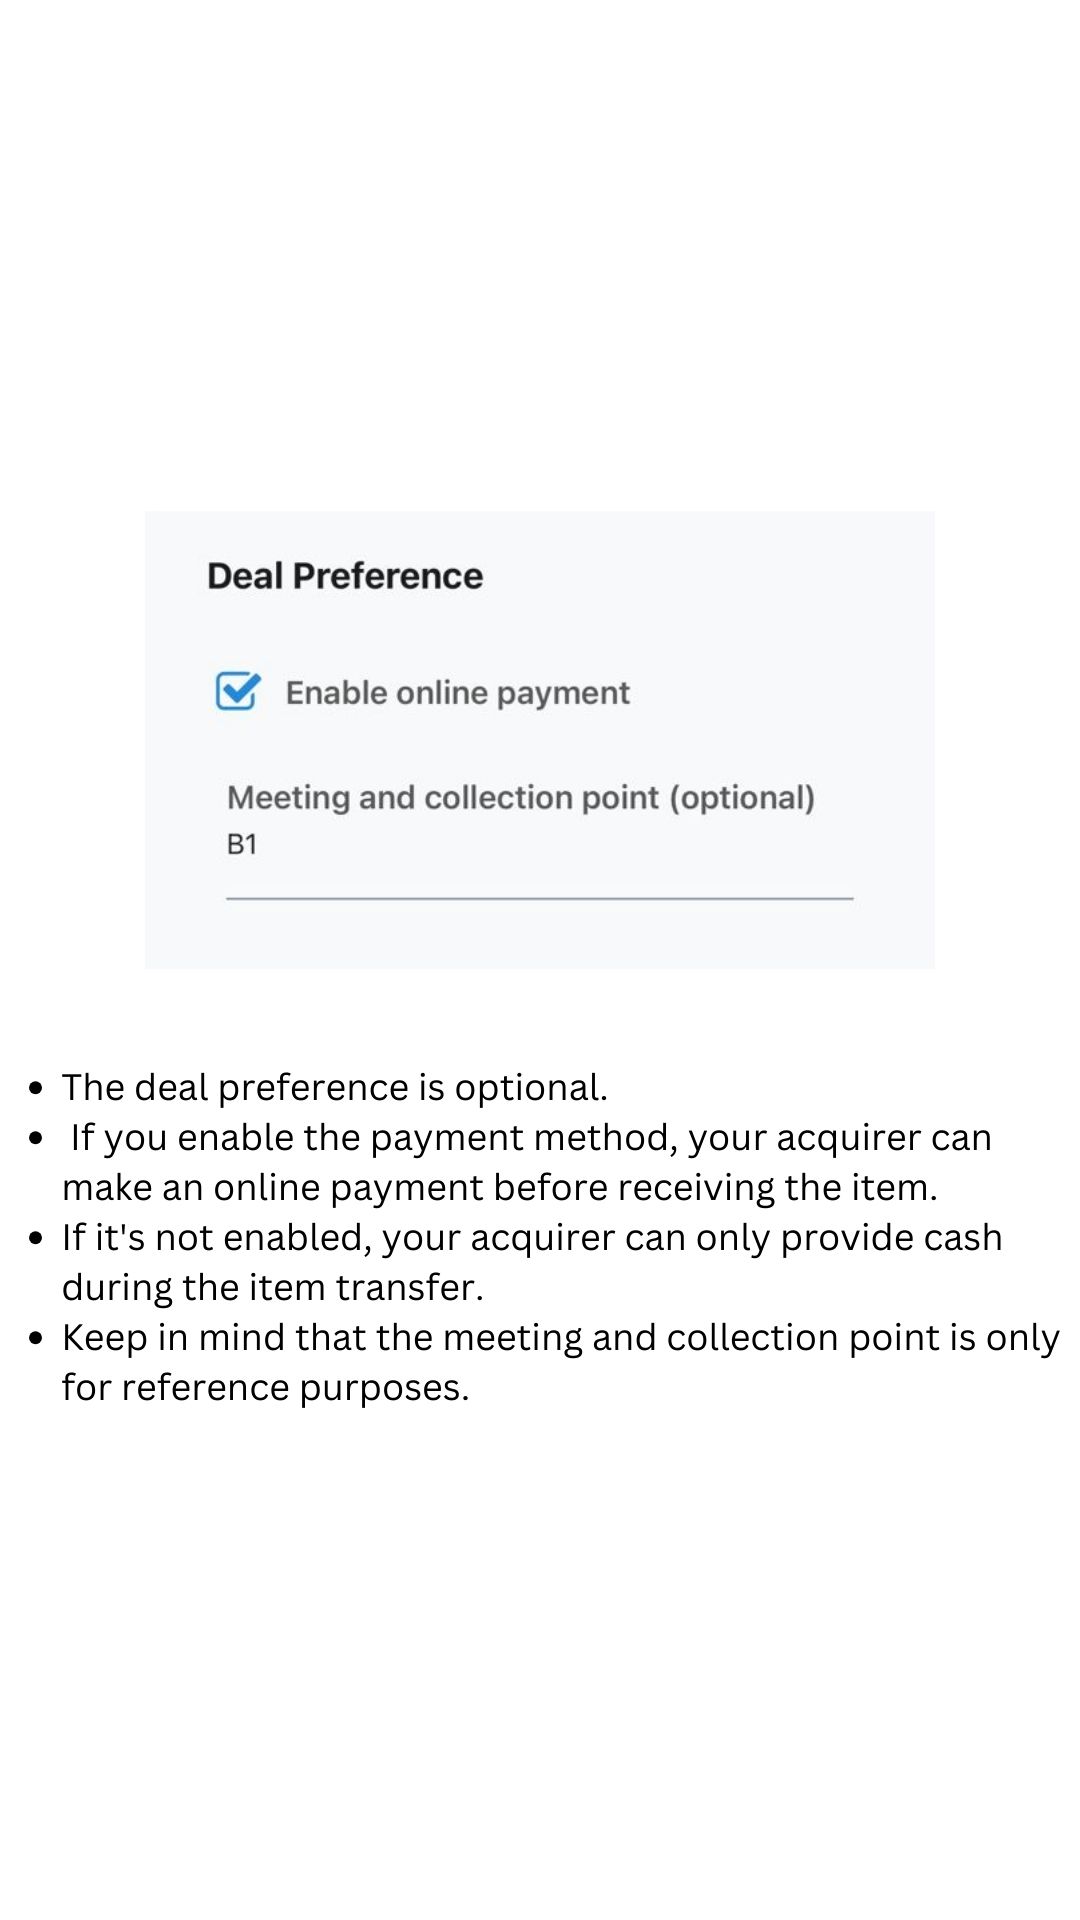 Deal Preference
Enable online payment
Meeting and collection point (optional)
B1
• The deal preference is optional.
• If you enable the payment method, your acquirer can
make an online payment before receiving the item.
• If it's not enabled, your acquirer can only provide cash
during the item transfer.
• Keep in mind that the meeting and collection point is only
for reference purposes.